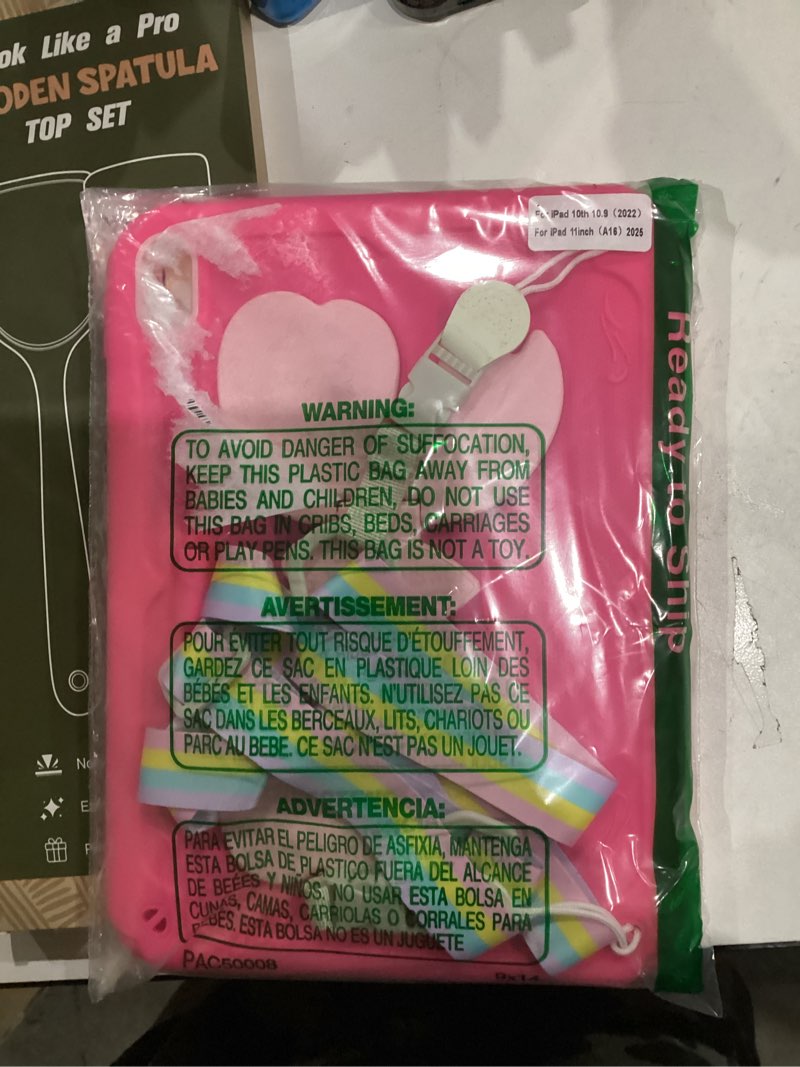 ok Like a Pro
ODEN SPATULA
TOP SET
For iPad 10th 10.9 (2022)
For iPad 11inch (A16) 2025
Ready to Ship
WARNING:
TO AVOID DANGER OF SUFFOCATION,
KEEP THIS PLASTIC BAG AWAY FROM
BABIES AND CHILDREN, DO NOT USE
THIS BAG IN CRIBS, BEDS, CARRIAGES
OR PLAY PENS. THIS BAG IS NOT A TOY.
AVERTISSEMENT:
POUR ÉVITER TOUT RISQUE D'ÉTOUFFEMENT,
GARDEZ CE SAC EN PLASTIQUE LOIN DES
BÉBÉS ET LES ENFANTS. N'UTILISEZ PAS CE
SAC DANS LES BERCEAUX, LITS, CHARIOTS OU
PARC AU BEBE. CE SAC N'EST PAS UN JOUET.
ADVERTENCIA:
PARA EVITAR EL PELIGRO DE ASFIXIA, MANTENGA
ESTA BOLSA DE PLASTICO FUERA DEL ALCANCE
DE BEBES Y NIÑOS. NO USAR ESTA BOLSA EN
CUNAS, CAMAS, CARRIOLAS O CORRALES PARA
BEBES. ESTA BOLSA NO ES UN JUGUETE
PAC50008
9x14